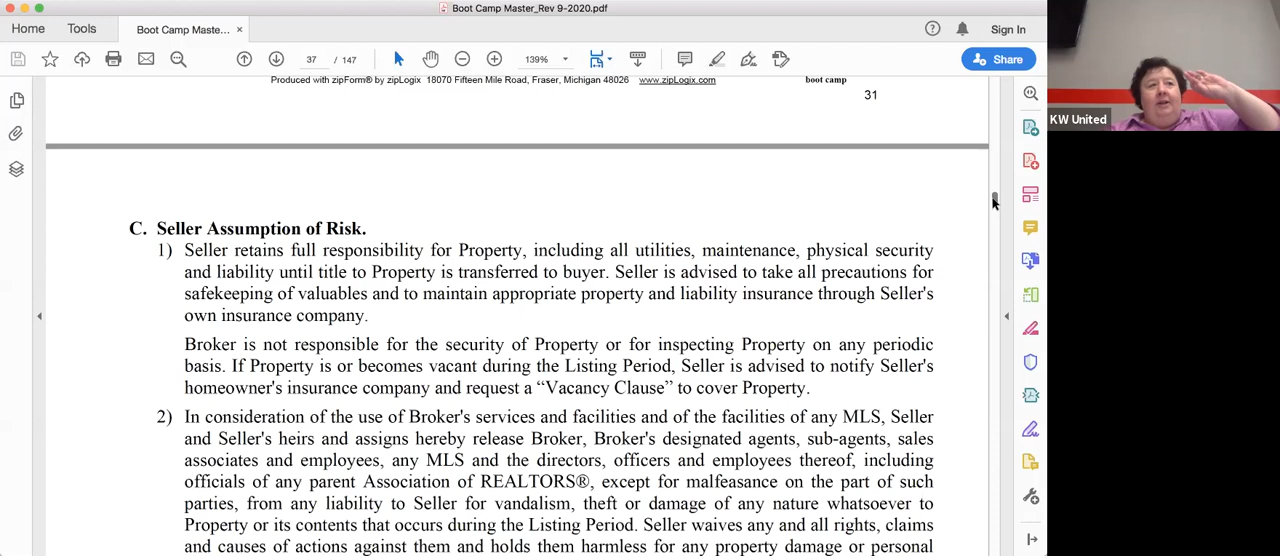 Boot Camp Master_Rev 9-2020.pdf
Home Tools Boot Camp Maste... × Sign In
37 / 147 139% Share
Produced with zipForm® by zipLogix 18070 Fifteen Mile Road, Fraser, Michigan 48026 www.zipLogix.com boot camp
31
KW United
C. Seller Assumption of Risk.
1) Seller retains full responsibility for Property, including all utilities, maintenance, physical security
and liability until title to Property is transferred to buyer. Seller is advised to take all precautions for
safekeeping of valuables and to maintain appropriate property and liability insurance through Seller's
own insurance company.
Broker is not responsible for the security of Property or for inspecting Property on any periodic
basis. If Property is or becomes vacant during the Listing Period, Seller is advised to notify Seller's
homeowner's insurance company and request a “Vacancy Clause” to cover Property.
2) In consideration of the use of Broker's services and facilities and of the facilities of any MLS, Seller
and Seller's heirs and assigns hereby release Broker, Broker's designated agents, sub-agents, sales
associates and employees, any MLS and the directors, officers and employees thereof, including
officials of any parent Association of REALTORS®, except for malfeasance on the part of such
parties, from any liability to Seller for vandalism, theft or damage of any nature whatsoever to
Property or its contents that occurs during the Listing Period. Seller waives any and all rights, claims
and causes of actions against them and holds them harmless for any property damage or personal